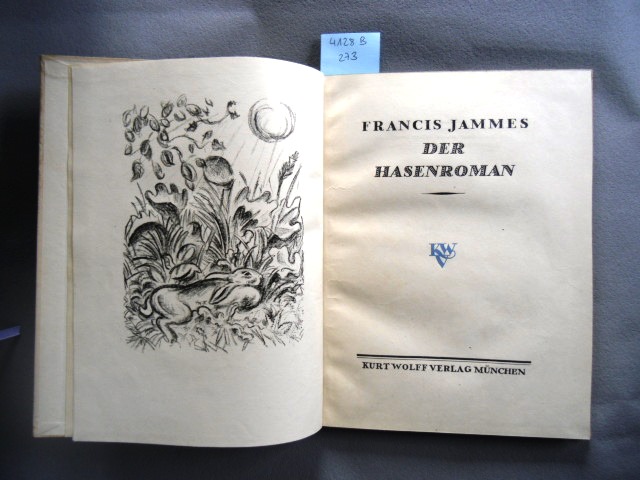 4128 B
273
FRANCIS JAMMES
DER
HASENROMAN
KWV
KURT WOLFF VERLAG MÜNCHEN